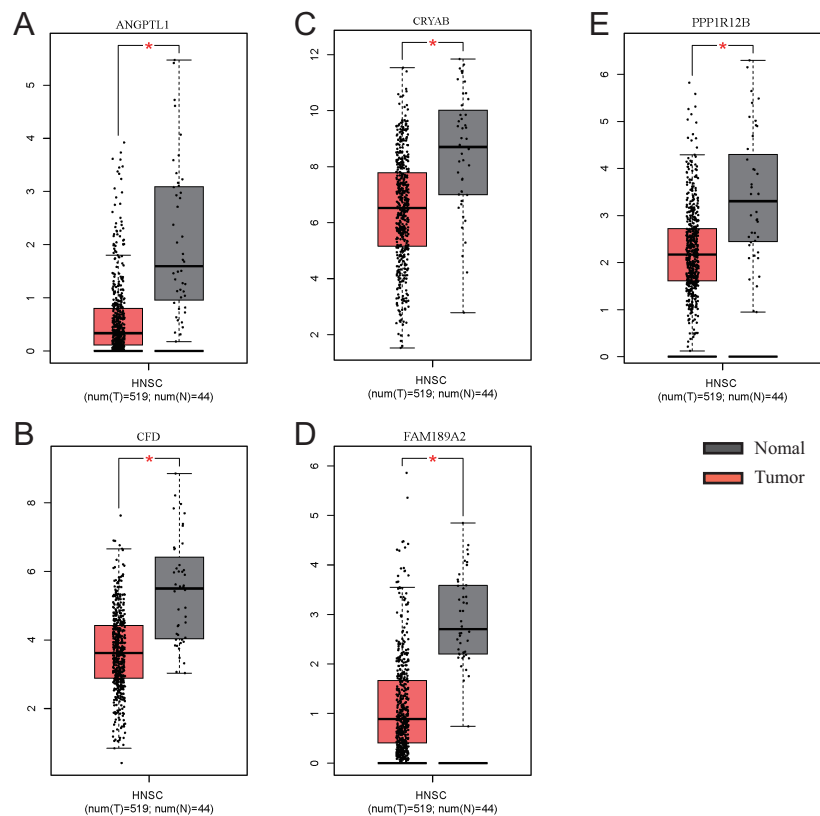 A
ANGPTL1
*
5
4
3
2
1
0
HNSC
(num(T)=519; num(N)=44)
C
CRYAB
*
12
10
8
6
4
2
HNSC
(num(T)=519; num(N)=44)
E
PPP1R12B
*
6
5
4
3
2
1
0
HNSC
(num(T)=519; num(N)=44)
B
CFD
*
8
6
4
2
HNSC
(num(T)=519; num(N)=44)
D
FAM189A2
*
6
5
4
3
2
1
0
HNSC
(num(T)=519; num(N)=44)
Nomal
Tumor